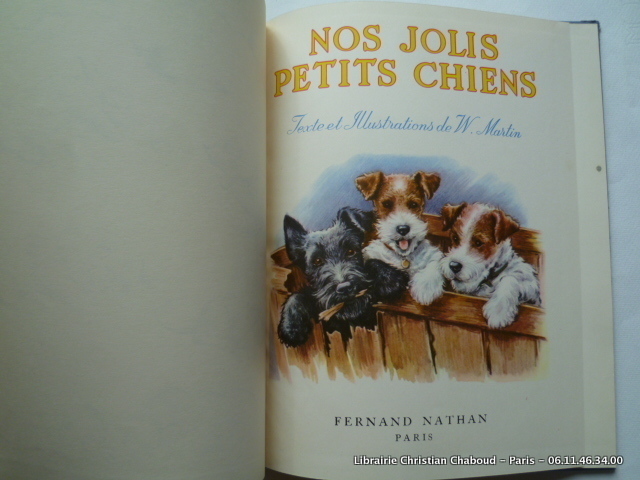 NOS JOLIS
PETITS CHIENS
Texte et Illustrations de W. Martin
FERNAND NATHAN
PARIS
Librairie Christian Chaboud - Paris - 06.11.46.34.00